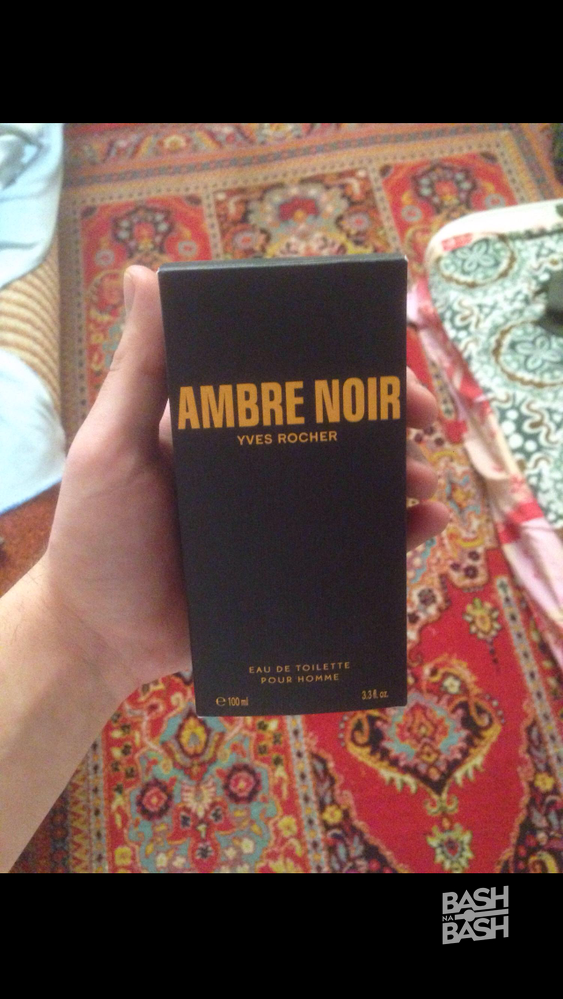 AMBRE NOIR
YVES ROCHER
EAU DE TOILETTE
POUR HOMME
℮ 100 ml 3.3 fl. oz.
BASH
NA
BASH